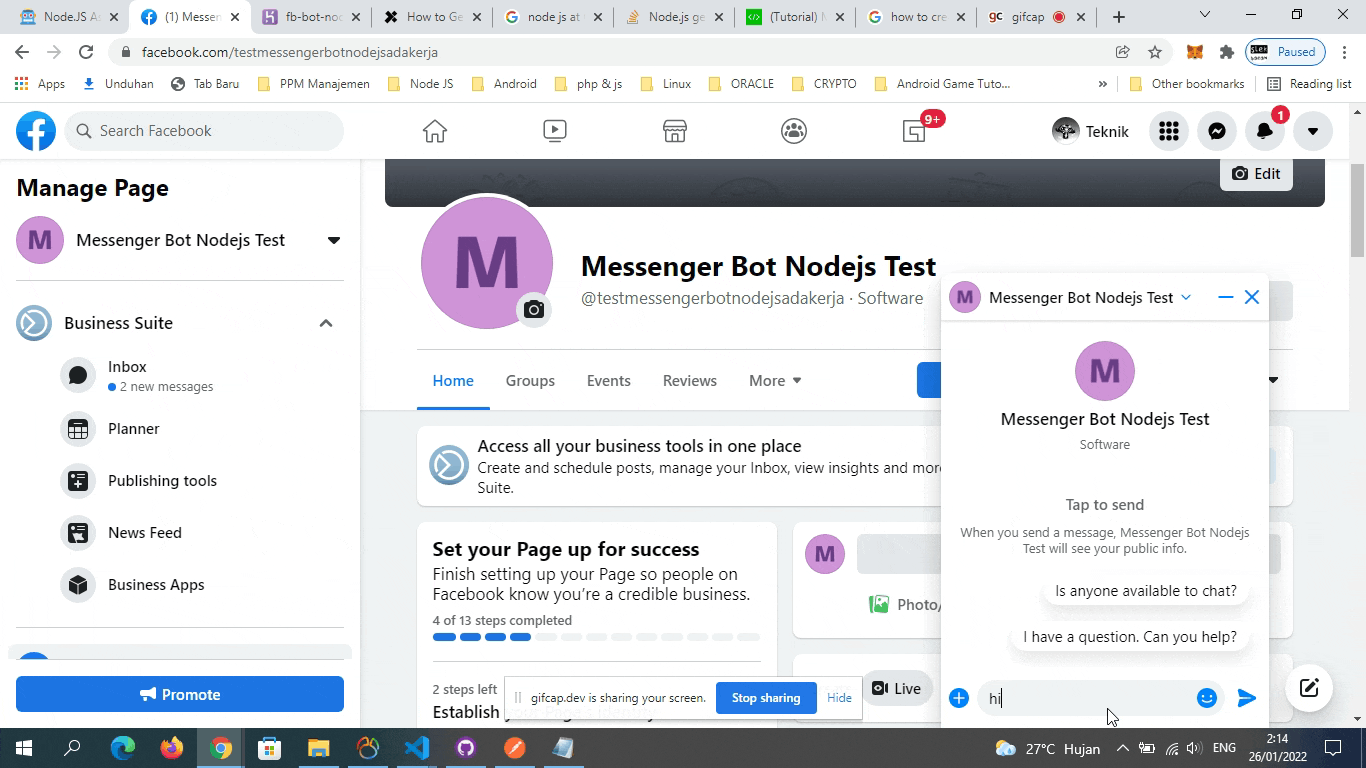 Node.JS A
(1) Messen
fb-bot-noc
How to Ge
node js at
Node.js ge
(Tutorial) N
how to cre
gc gifcap
facebook.com/testmessengerbotnodejsadakerja
Paused
Apps
Unduhan
Tab Baru
PPM Manajemen
Node JS
Android
php & js
Linux
ORACLE
CRYPTO
Android Game Tuto...
»
Other bookmarks
Reading list
Search Facebook
9+
Teknik
1
Manage Page
M
Messenger Bot Nodejs Test
Business Suite
Inbox
2 new messages
Planner
Publishing tools
News Feed
Business Apps
Promote
Edit
M
Messenger Bot Nodejs Test
@testmessengerbotnodejsadakerja · Software
Home
Groups
Events
Reviews
More
Access all your business tools in one place
Create and schedule posts, manage your Inbox, view insights and mor
Suite.
Set your Page up for success
Finish setting up your Page so people on
Facebook know you're a credible business.
4 of 13 steps completed
2 steps left
Establish
M
Photo/
Live
M
Messenger Bot Nodejs Test
M
Messenger Bot Nodejs Test
Software
Tap to send
When you send a message, Messenger Bot Nodejs
Test will see your public info.
Is anyone available to chat?
I have a question. Can you help?
hi
gifcap.dev is sharing your screen.
Stop sharing
Hide
27°C Hujan
ENG
2:14
26/01/2022